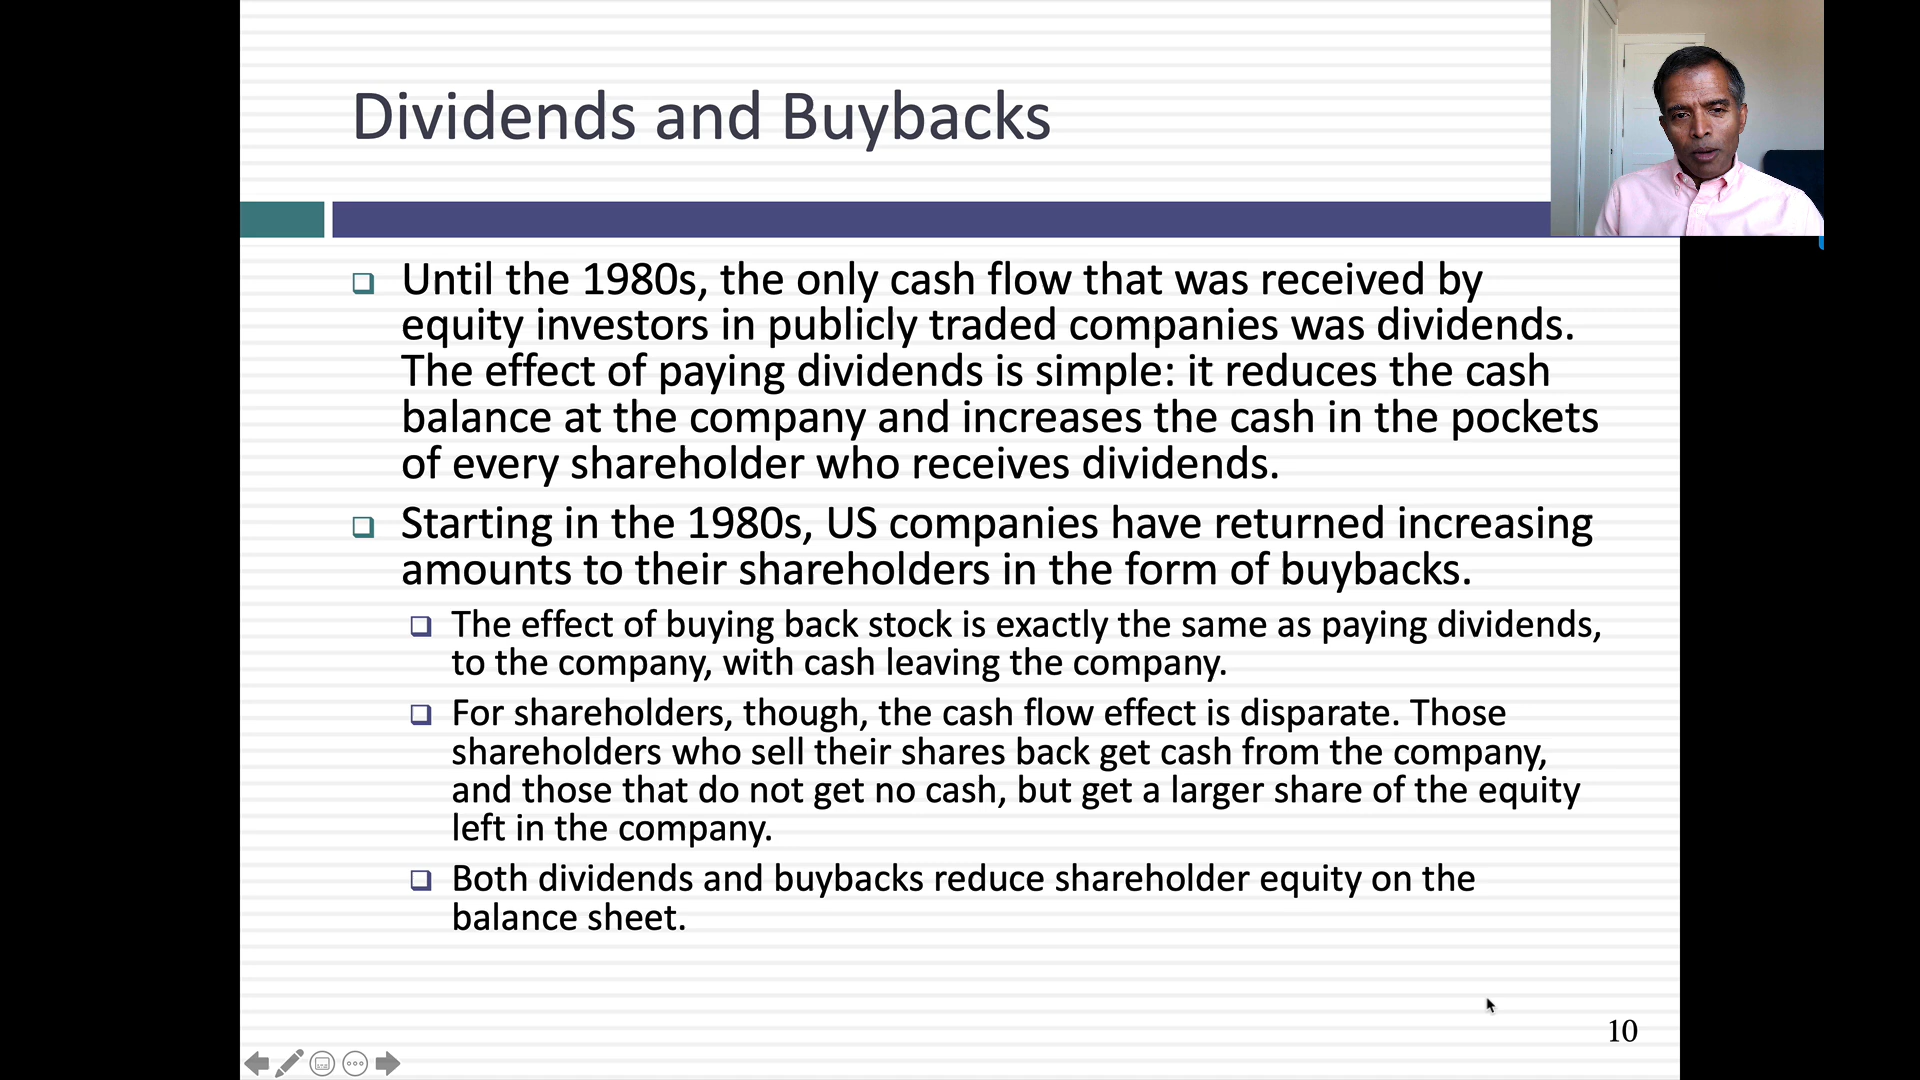 Dividends and Buybacks
Until the 1980s, the only cash flow that was received by
equity investors in publicly traded companies was dividends.
The effect of paying dividends is simple: it reduces the cash
balance at the company and increases the cash in the pockets
of every shareholder who receives dividends.
Starting in the 1980s, US companies have returned increasing
amounts to their shareholders in the form of buybacks.
The effect of buying back stock is exactly the same as paying dividends,
to the company, with cash leaving the company.
For shareholders, though, the cash flow effect is disparate. Those
shareholders who sell their shares back get cash from the company,
and those that do not get no cash, but get a larger share of the equity
left in the company.
Both dividends and buybacks reduce shareholder equity on the
balance sheet.
10